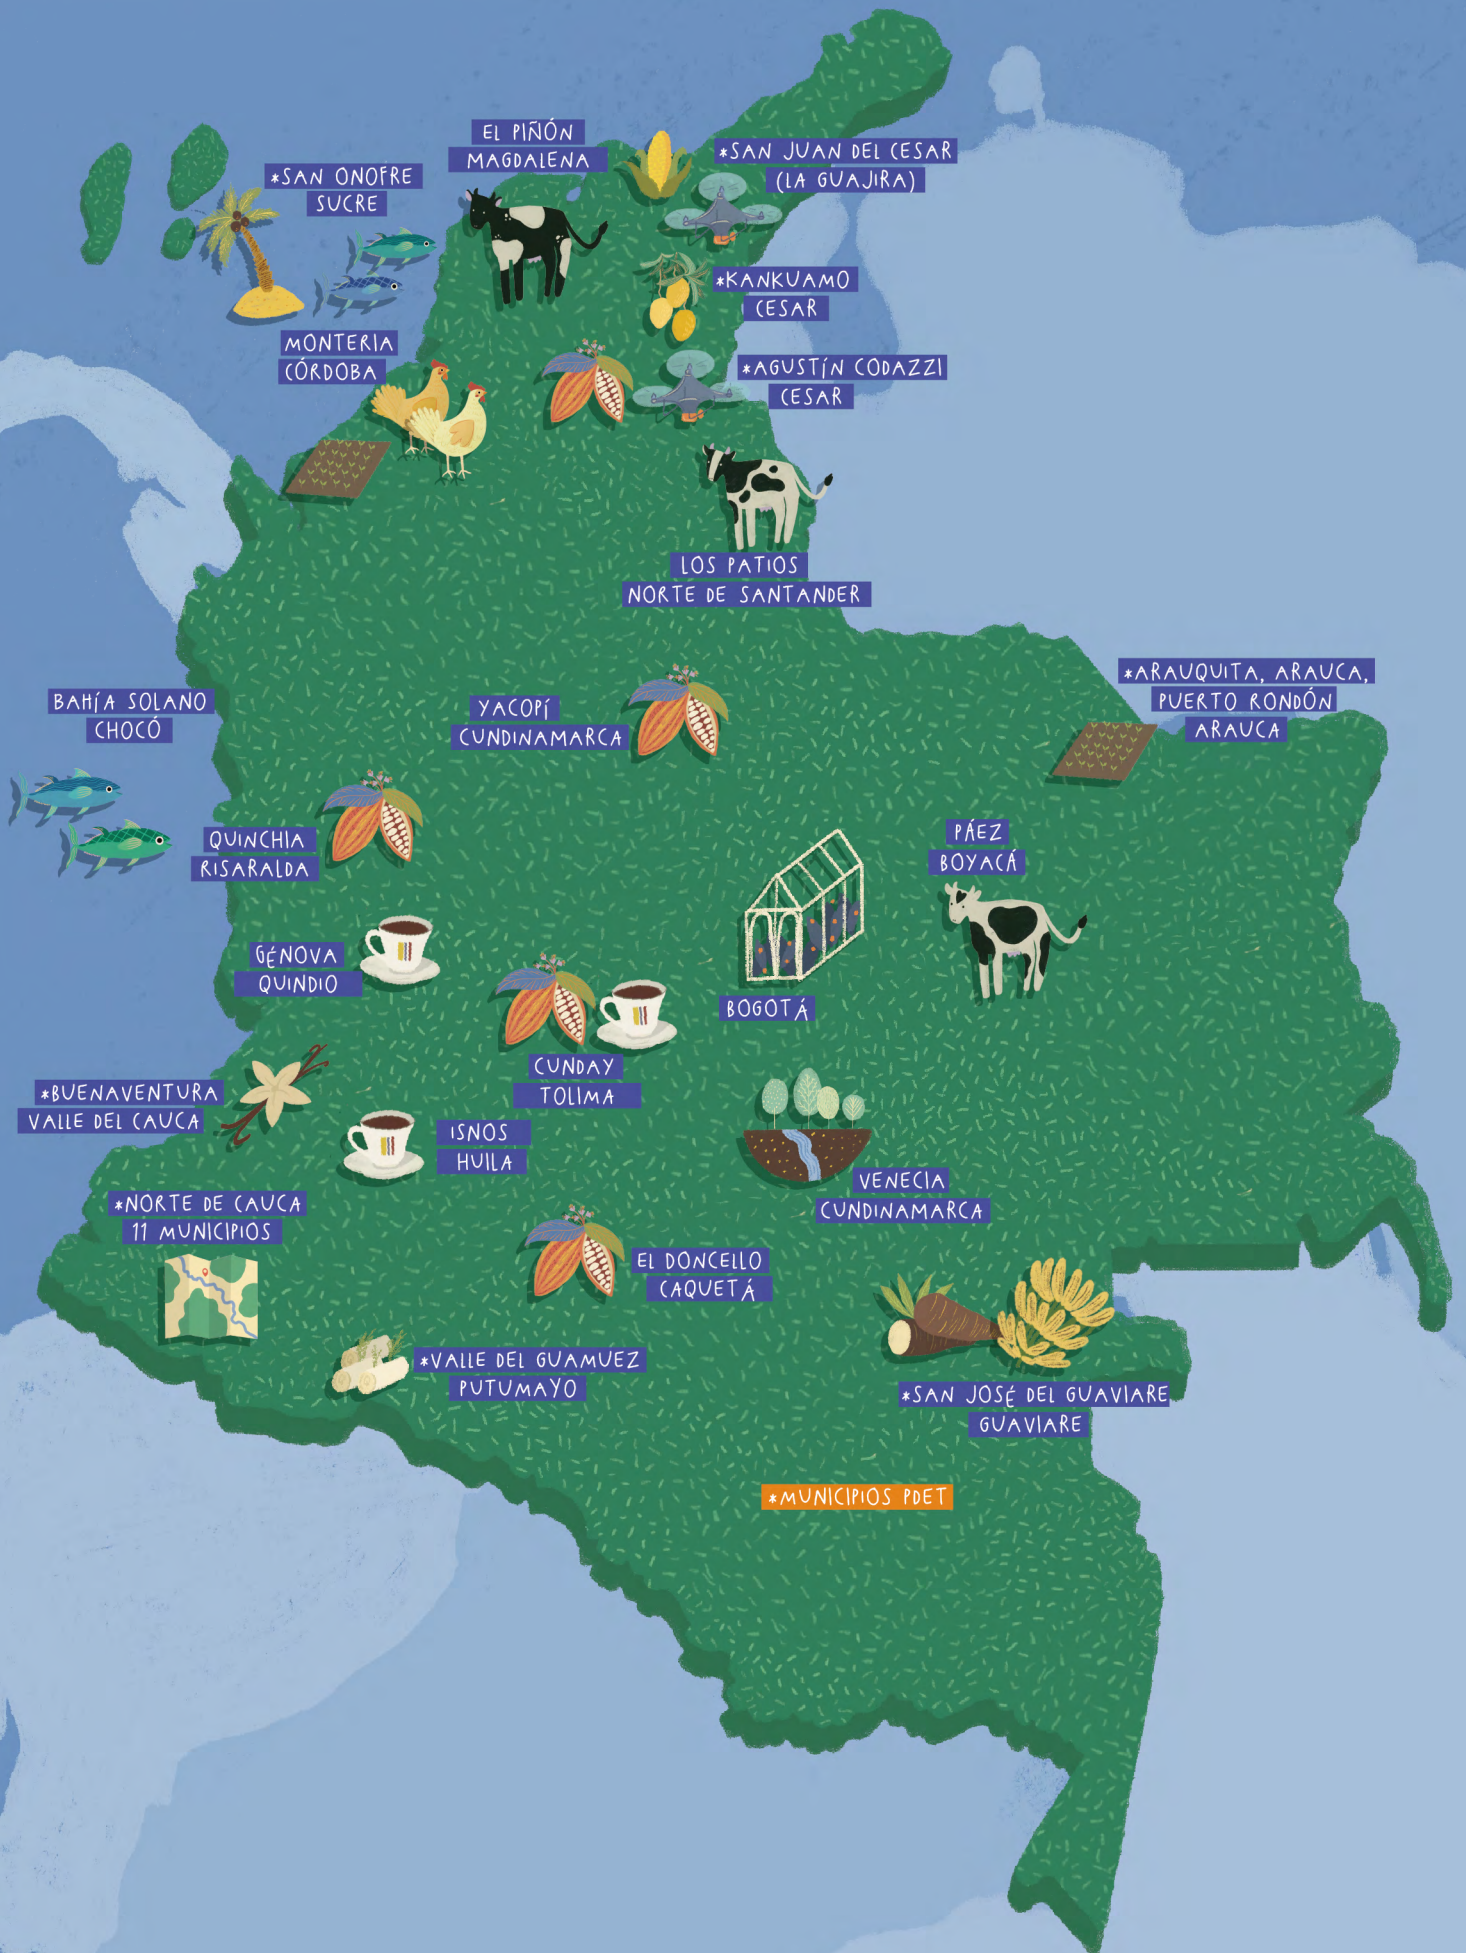 EL PIÑÓN
MAGDALENA
*SAN JUAN DEL CESAR
(LA GUAJIRA)
*SAN ONOFRE
SUCRE
*KANKUAMO
CESAR
MONTERIA
CÓRDOBA
*AGUSTÍN CODAZZI
CESAR
LOS PATIOS
NORTE DE SANTANDER
*ARAUQUITA, ARAUCA,
PUERTO RONDÓN
ARAUCA
BAHÍA SOLANO
CHOCÓ
YACOPÍ
CUNDINAMARCA
QUINCHIA
RISARALDA
PÁEZ
BOYACÁ
GÉNOVA
QUINDIO
BOGOTÁ
CUNDAY
TOLIMA
*BUENAVENTURA
VALLE DEL CAUCA
ISNOS
HUILA
VENECIA
CUNDINAMARCA
*NORTE DE CAUCA
11 MUNICIPIOS
EL DONCELLO
CAQUETÁ
*VALLE DEL GUAMUEZ
PUTUMAYO
*SAN JOSÉ DEL GUAVIARE
GUAVIARE
*MUNICIPIOS PDET